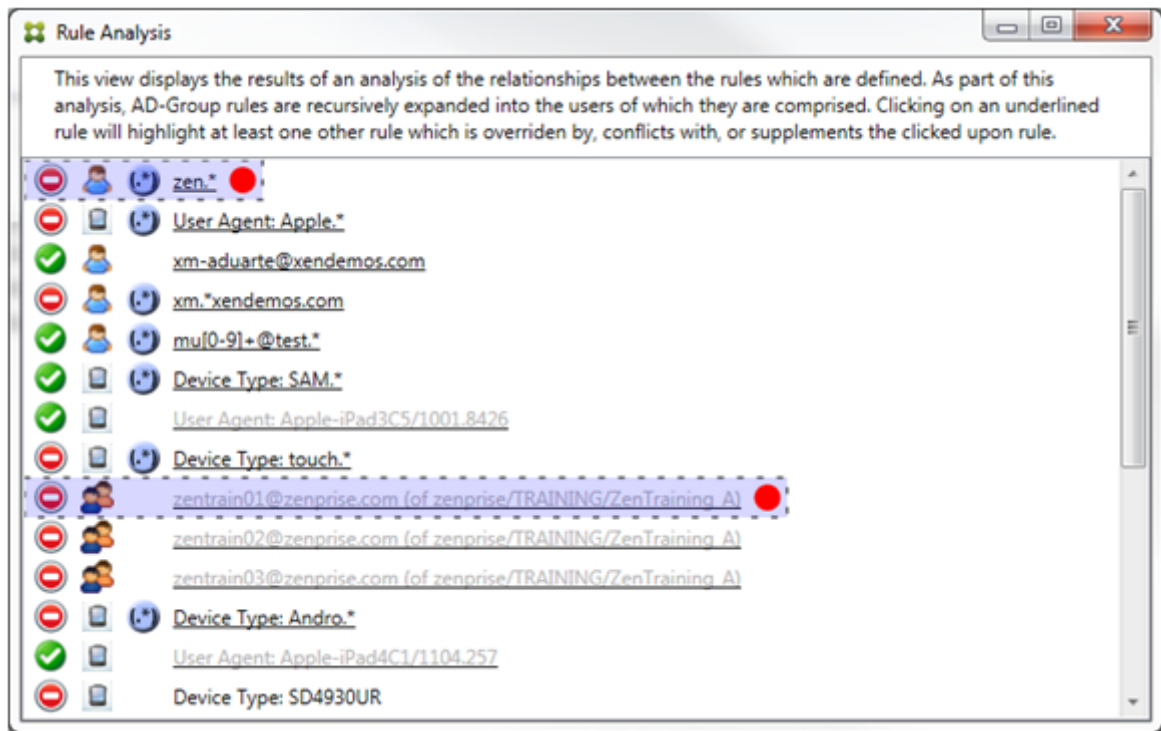 Rule Analysis
This view displays the results of an analysis of the relationships between the rules which are defined. As part of this
analysis, AD-Group rules are recursively expanded into the users of which they are comprised. Clicking on an underlined
rule will highlight at least one other rule which is overriden by, conflicts with, or supplements the clicked upon rule.
(.*) zen.*
(.*) User Agent: Apple.*
xm-aduarte@xendemos.com
(.*) xm.*xendemos.com
(.*) mu[0-9]+@test.*
(.*) Device Type: SAM.*
User Agent: Apple-iPad3C5/1001.8426
(.*) Device Type: touch.*
zentrain01@zenprise.com (of zenprise/TRAINING/ZenTraining_A)
zentrain02@zenprise.com (of zenprise/TRAINING/ZenTraining_A)
zentrain03@zenprise.com (of zenprise/TRAINING/ZenTraining_A)
(.*) Device Type: Andro.*
User Agent: Apple-iPad4C1/1104.257
Device Type: SD4930UR